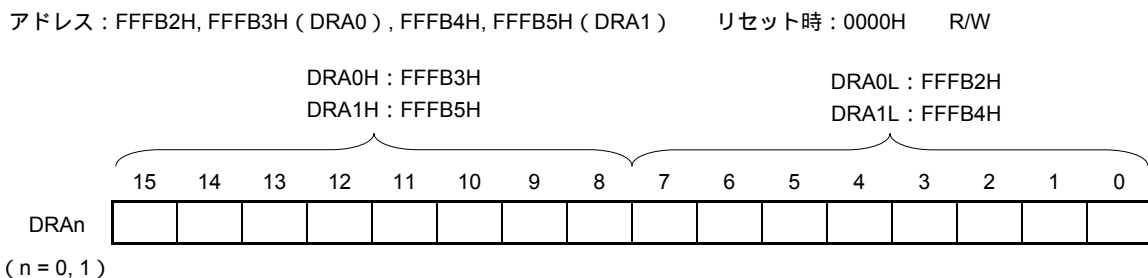 アドレス：FFFB2H, FFFB3H（DRA0）, FFFB4H, FFFB5H（DRA1）　　リセット時：0000H　　R/W
DRA0H：FFFB3H　　DRA0L：FFFB2H
DRA1H：FFFB5H　　DRA1L：FFFB4H
15 14 13 12 11 10 9 8 7 6 5 4 3 2 1 0
DRAn
（n = 0, 1）